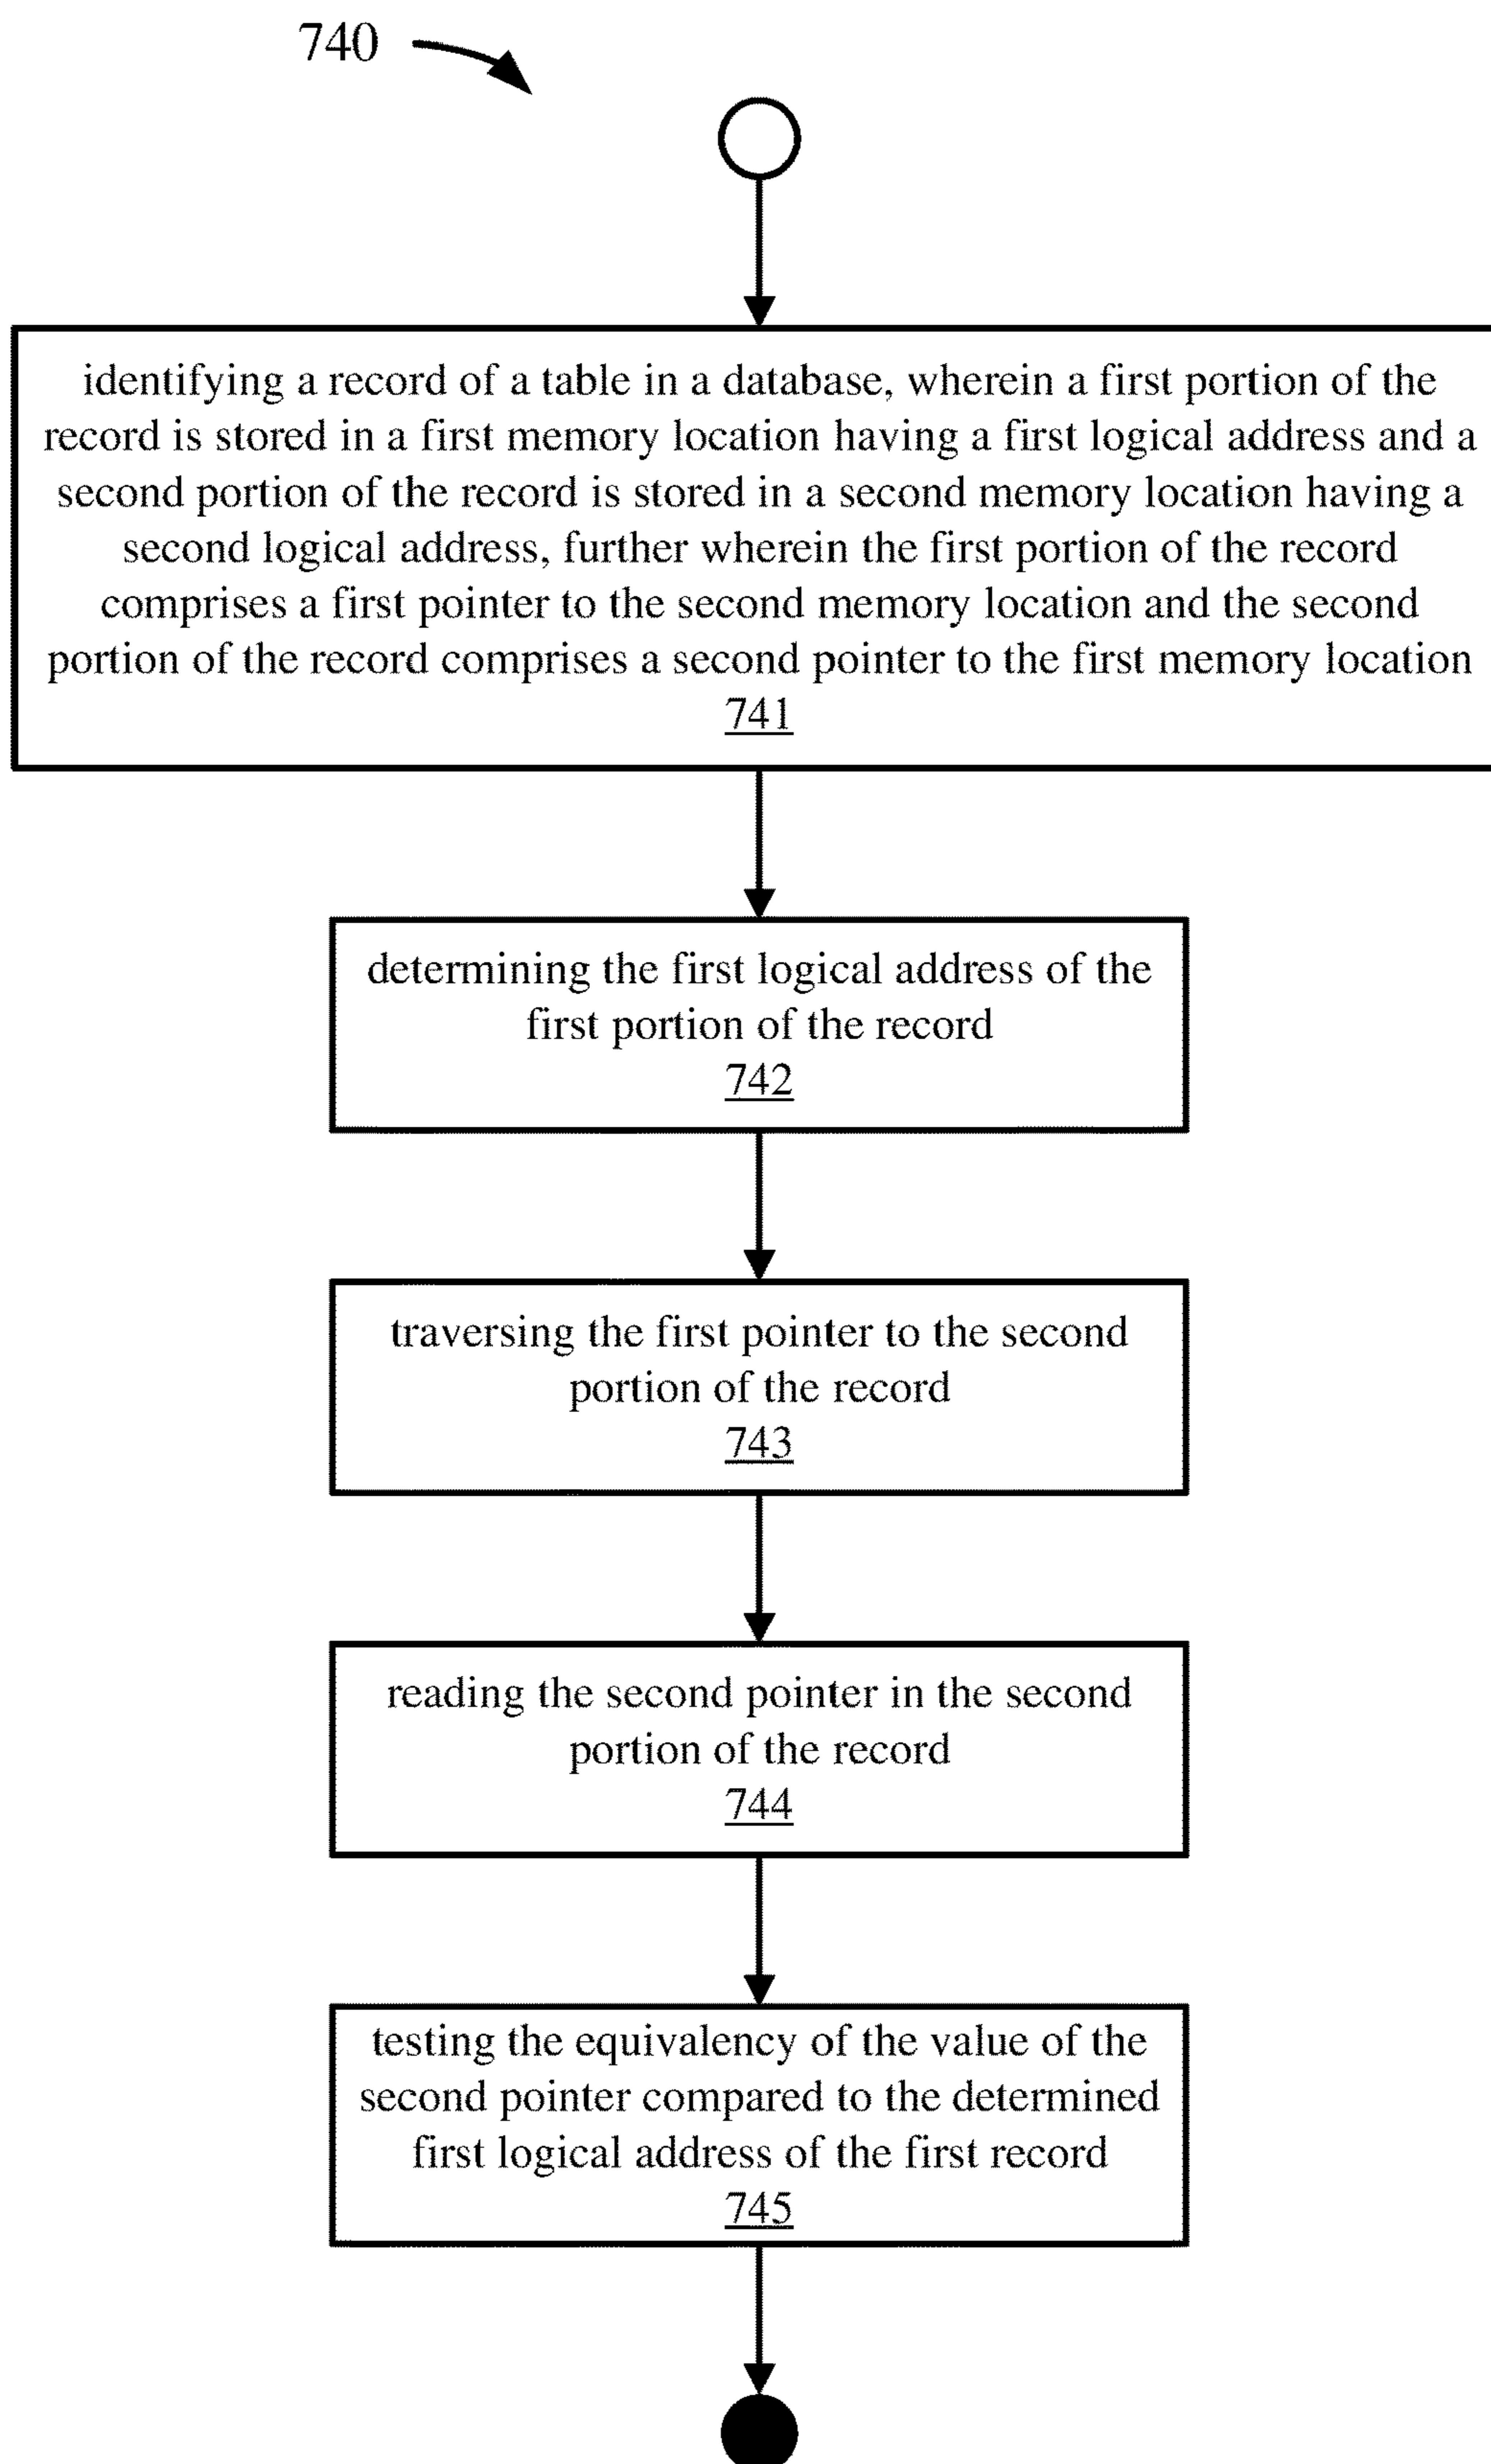 740
identifying a record of a table in a database, wherein a first portion of the
record is stored in a first memory location having a first logical address and a
second portion of the record is stored in a second memory location having a
second logical address, further wherein the first portion of the record
comprises a first pointer to the second memory location and the second
portion of the record comprises a second pointer to the first memory location
741
determining the first logical address of the
first portion of the record
742
traversing the first pointer to the second
portion of the record
743
reading the second pointer in the second
portion of the record
744
testing the equivalency of the value of the
second pointer compared to the determined
first logical address of the first record
745